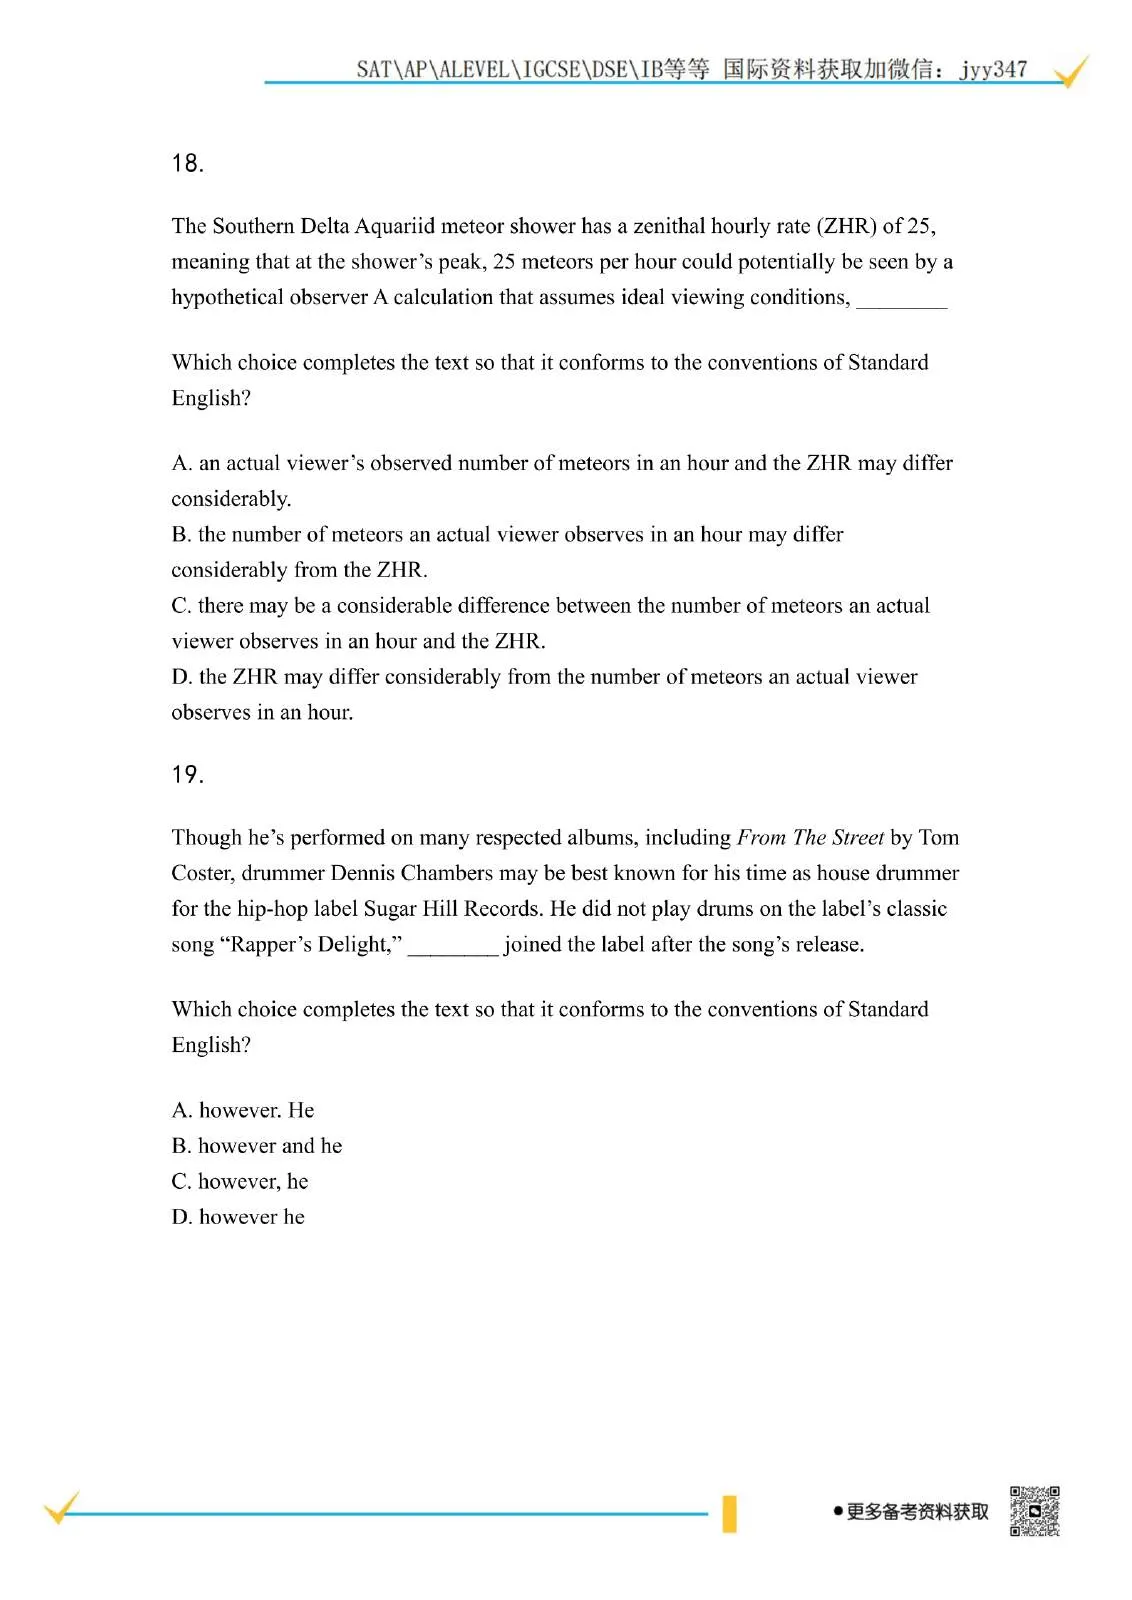 SAT\AP\ALEVEL\IGCSE\DSE\IB等等 国际资料获取加微信：jyy347
18.
The Southern Delta Aquariid meteor shower has a zenithal hourly rate (ZHR) of 25,
meaning that at the shower’s peak, 25 meteors per hour could potentially be seen by a
hypothetical observer A calculation that assumes ideal viewing conditions, ________
Which choice completes the text so that it conforms to the conventions of Standard
English?
A. an actual viewer’s observed number of meteors in an hour and the ZHR may differ
considerably.
B. the number of meteors an actual viewer observes in an hour may differ
considerably from the ZHR.
C. there may be a considerable difference between the number of meteors an actual
viewer observes in an hour and the ZHR.
D. the ZHR may differ considerably from the number of meteors an actual viewer
observes in an hour.
19.
Though he’s performed on many respected albums, including From The Street by Tom
Coster, drummer Dennis Chambers may be best known for his time as house drummer
for the hip-hop label Sugar Hill Records. He did not play drums on the label’s classic
song “Rapper’s Delight,” ________ joined the label after the song’s release.
Which choice completes the text so that it conforms to the conventions of Standard
English?
A. however. He
B. however and he
C. however, he
D. however he
●更多备考资料获取